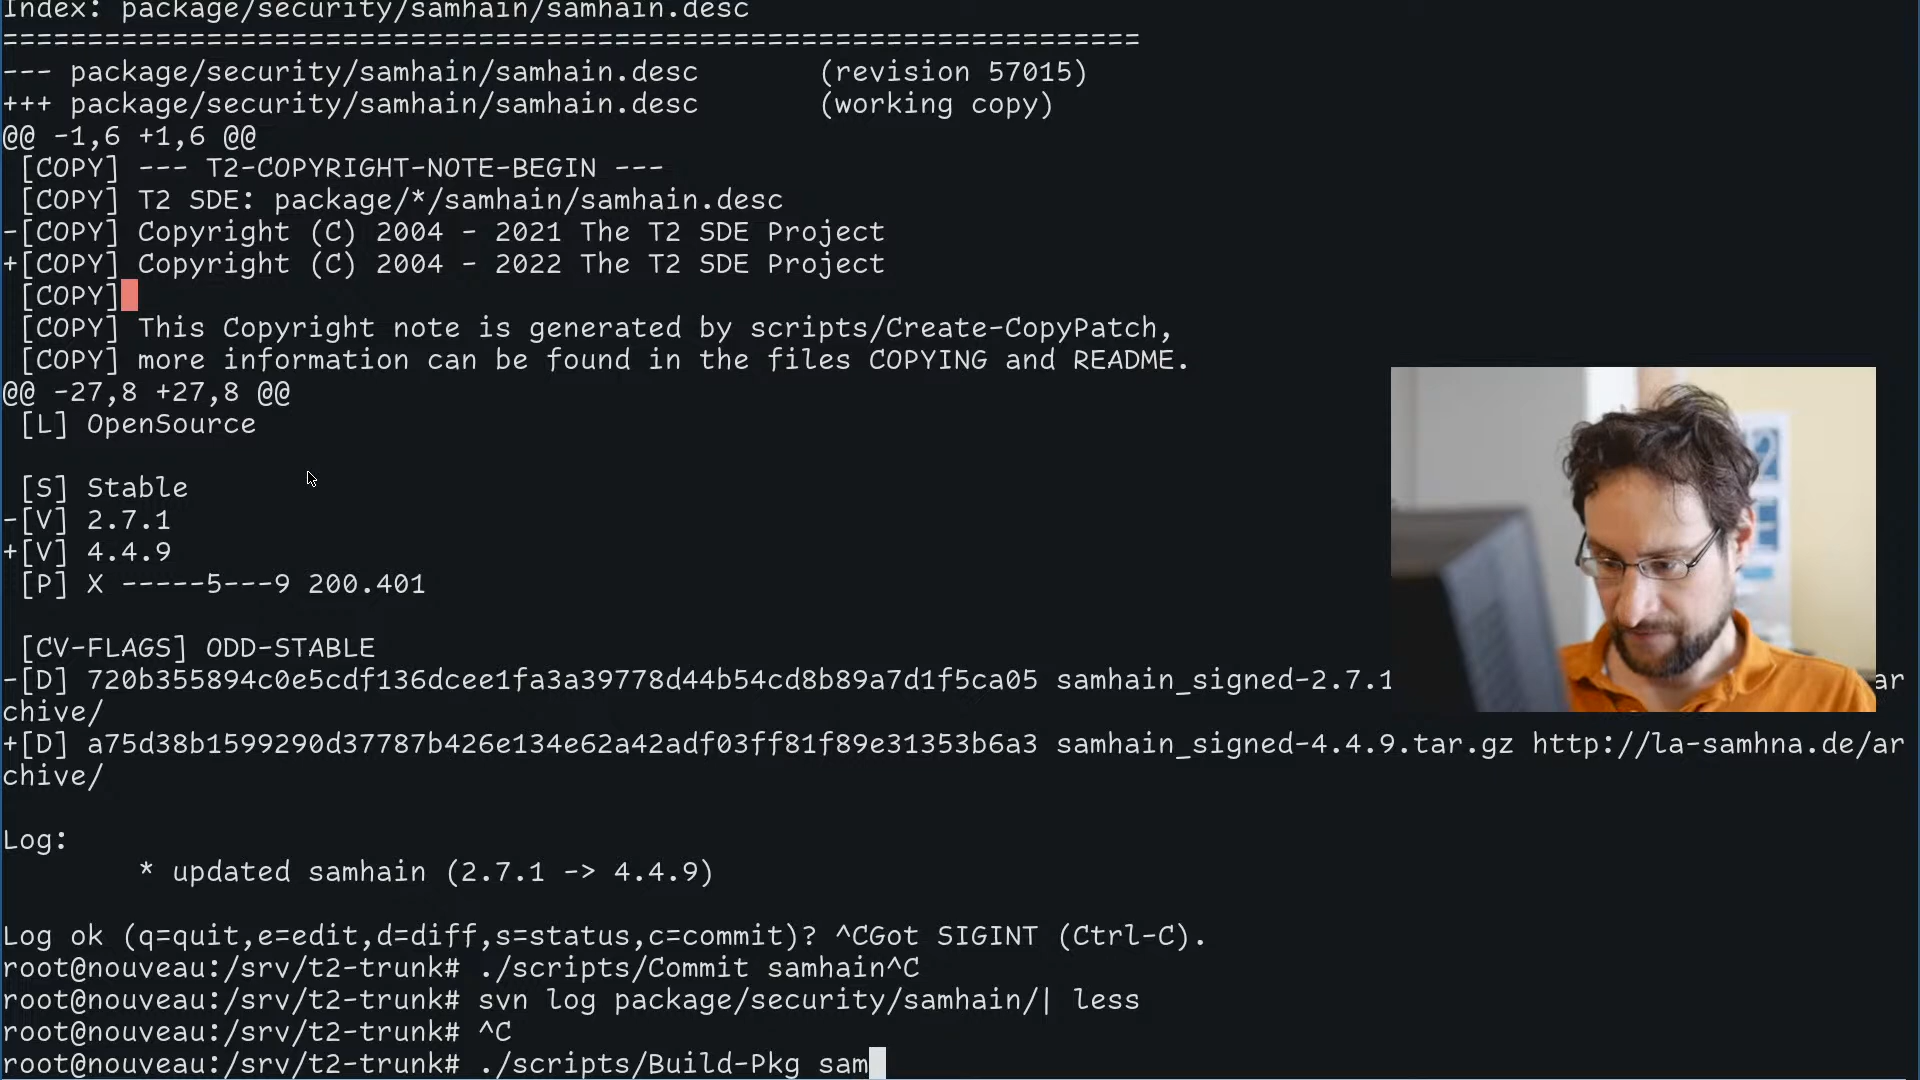 Index: package/security/samhain/samhain.desc
===================================================================
--- package/security/samhain/samhain.desc       (revision 57015)
+++ package/security/samhain/samhain.desc       (working copy)
@@ -1,6 +1,6 @@
 [COPY] --- T2-COPYRIGHT-NOTE-BEGIN ---
 [COPY] T2 SDE: package/*/samhain/samhain.desc
-[COPY] Copyright (C) 2004 - 2021 The T2 SDE Project
+[COPY] Copyright (C) 2004 - 2022 The T2 SDE Project
 [COPY]
 [COPY] This Copyright note is generated by scripts/Create-CopyPatch,
 [COPY] more information can be found in the files COPYING and README.
@@ -27,8 +27,8 @@
 [L] OpenSource
 [S] Stable
-[V] 2.7.1
+[V] 4.4.9
 [P] X -----5---9 200.401
 [CV-FLAGS] ODD-STABLE
-[D] 720b355894c0e5cdf136dcee1fa3a39778d44b54cd8b89a7d1f5ca05 samhain_signed-2.7.1 ar
chive/
+[D] a75d38b1599290d37787b426e134e62a42adf03ff81f89e31353b6a3 samhain_signed-4.4.9.tar.gz http://la-samhna.de/ar
chive/
Log:
        * updated samhain (2.7.1 -> 4.4.9)
Log ok (q=quit,e=edit,d=diff,s=status,c=commit)? ^CGot SIGINT (Ctrl-C).
root@nouveau:/srv/t2-trunk# ./scripts/Commit samhain^C
root@nouveau:/srv/t2-trunk# svn log package/security/samhain/| less
root@nouveau:/srv/t2-trunk# ^C
root@nouveau:/srv/t2-trunk# ./scripts/Build-Pkg sam